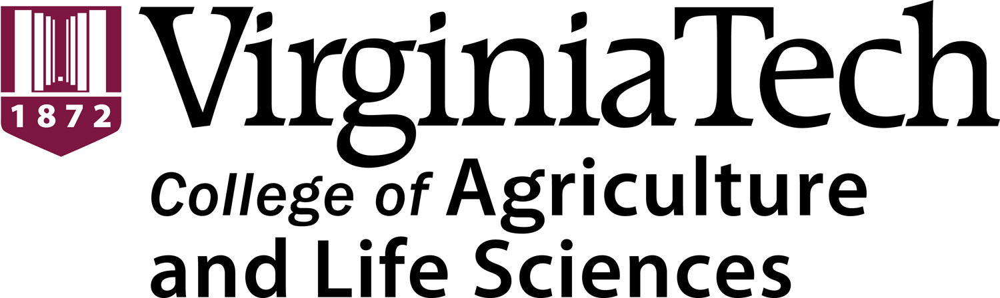 1872
VirginiaTech
College of Agriculture
and Life Sciences